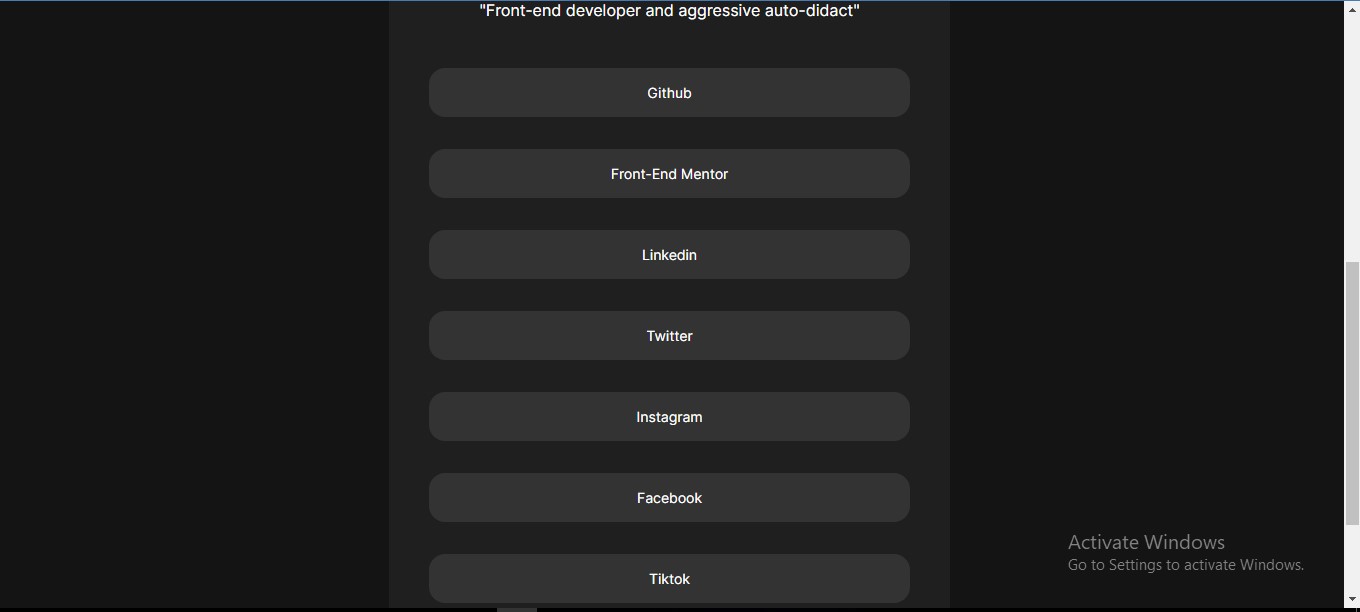 "Front-end developer and aggressive auto-didact"
Github
Front-End Mentor
Linkedin
Twitter
Instagram
Facebook
Tiktok
Activate Windows
Go to Settings to activate Windows.